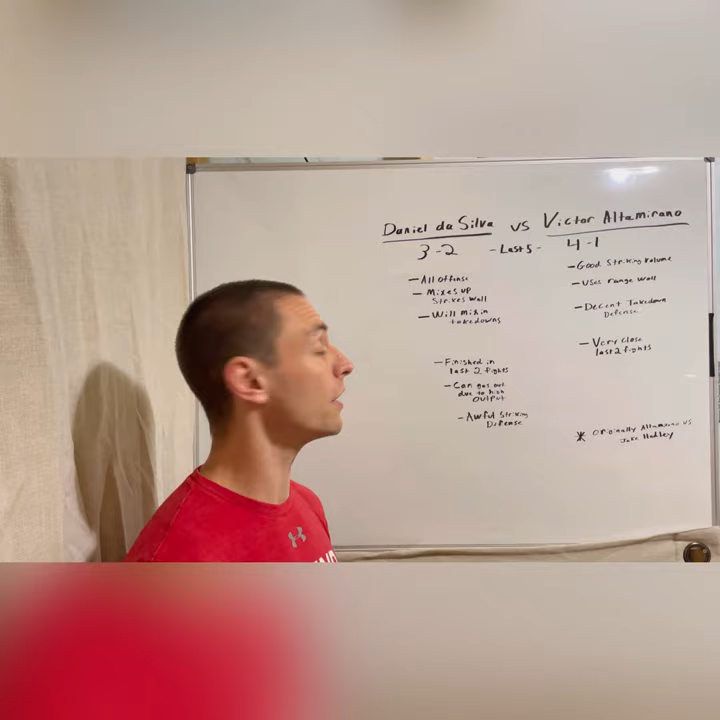 Daniel da Silva vs Victor Altamirano
3-2 - Last 5 - 4-1
- All offense
- Mixes up
strikes well
- Will mix in
takedowns
- Finished in
last 2 fights
- Can gas out
due to high
output
- Awful Striking
Defense
- Good Striking Volume
- Uses range well
- Decent Takedown
Defense
- Very close
last 2 fights
* Originally Altamirano vs
Jake Hadley